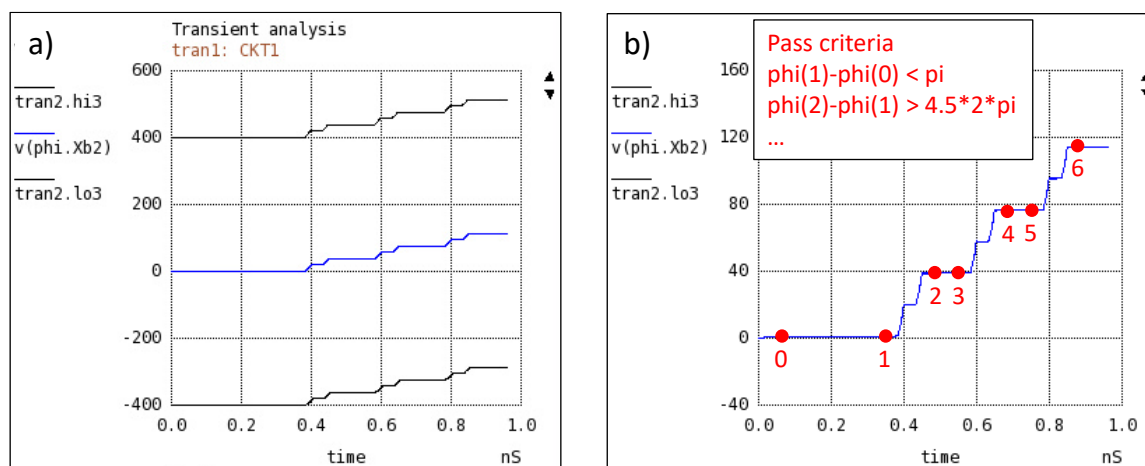 a)
Transient analysis
tran1: CKT1
tran2.hi3
v(phi.Xb2)
tran2.lo3
600
400
200
0
-200
-400
0.0 0.2 0.4 0.6 0.8 1.0
time nS
b)
Pass criteria
phi(1)-phi(0) < pi
phi(2)-phi(1) > 4.5*2*pi
...
tran2.hi3
v(phi.Xb2)
tran2.lo3
160
120
80
40
0
-40
0
1
2
3
4
5
6
0.0 0.2 0.4 0.6 0.8 1.0
time nS